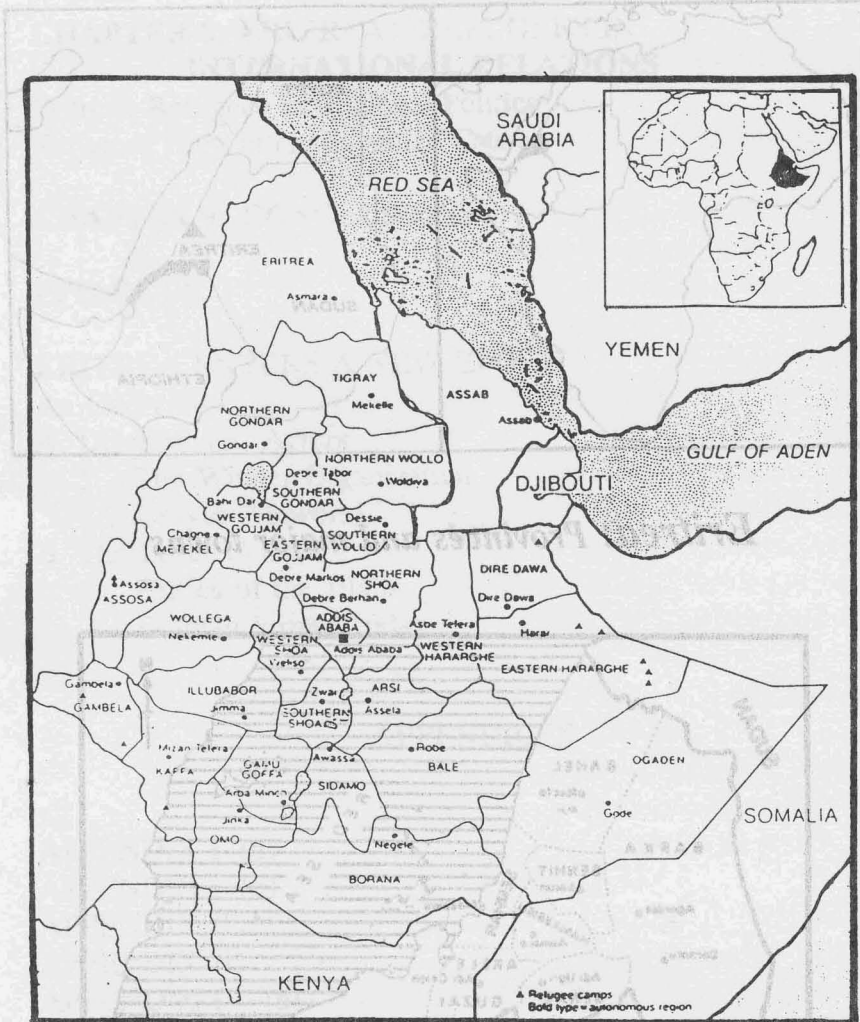 SAUDI
ARABIA
RED SEA
ERITREA
Asmara
YEMEN
TIGRAY
Mekelle
ASSAB
Assab
NORTHERN
GONDAR
Gondar
GULF OF ADEN
NORTHERN WOLLO
Woldiya
Debre Tabor
SOUTHERN
GONDAR
DJIBOUTI
Bahr Dar
WESTERN
GOJJAM
Dessie
SOUTHERN
WOLLO
Chagne
METEKEL
EASTERN
GOJJAM
Debre Markos
NORTHERN
SHOA
Debre Berhan
DIRE DAWA
Dire Dawa
Assosa
ASSOSA
WOLLEGA
Nekemte
ADDIS
ABABA
Addis Ababa
WESTERN
SHOA
Asbe Tefera
WESTERN
HARARGHE
Harar
EASTERN HARARGHE
Gambela
GAMBELA
ILLUBABOR
Jimma
Zwai
SOUTHERN
SHOA
ARSI
Assela
Mizan Tefera
KAFFA
GAMU
GOFFA
Arba Minch
Awassa
SIDAMO
Robe
BALE
OGADEN
Gode
SOMALIA
Jinka
OMO
Negele
BORANA
KENYA
▲ Refugee camps
Bold type = autonomous region